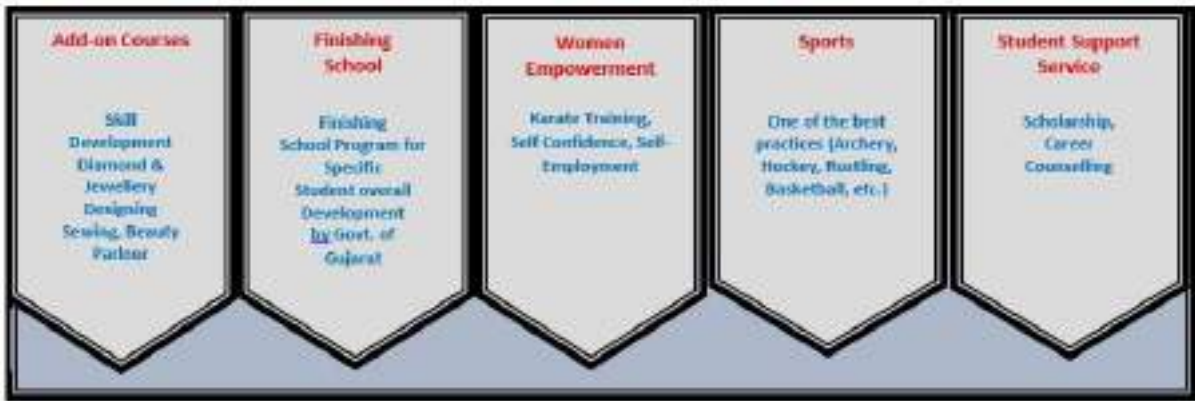 Add-on Courses
Skill
Development
Diamond &
Jewellery
Designing
Sewing, Beauty
Parlour
Finishing
School
Finishing
School Program for
Specific
Student overall
Development
by Govt. of
Gujarat
Women
Empowerment
Karate Training,
Self Confidence, Self-
Employment
Sports
One of the best
practices (Archery,
Hockey, Rustling,
Basketball, etc.)
Student Support
Service
Scholarship,
Career
Counselling